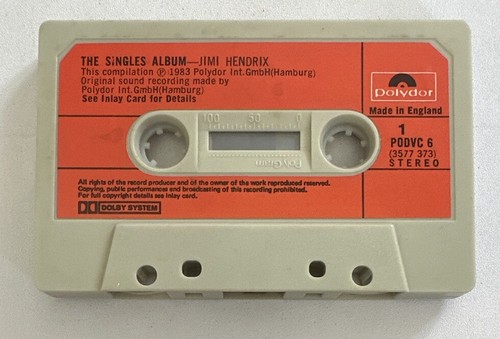 THE SINGLES ALBUM—JIMI HENDRIX
This compilation Ⓟ1983 Polydor Int.GmbH(Hamburg)
Original sound recording made by
Polydor Int.GmbH(Hamburg)
See Inlay Card for Details
polydor
Made in England
100 50 0
PolyGram
1
PODVC 6
(3577 373)
STEREO
All rights of the record producer and of the owner of the work reproduced reserved.
Copying, public performance and broadcasting of this recording prohibited.
For full copyright details see inlay card.
DOLBY SYSTEM